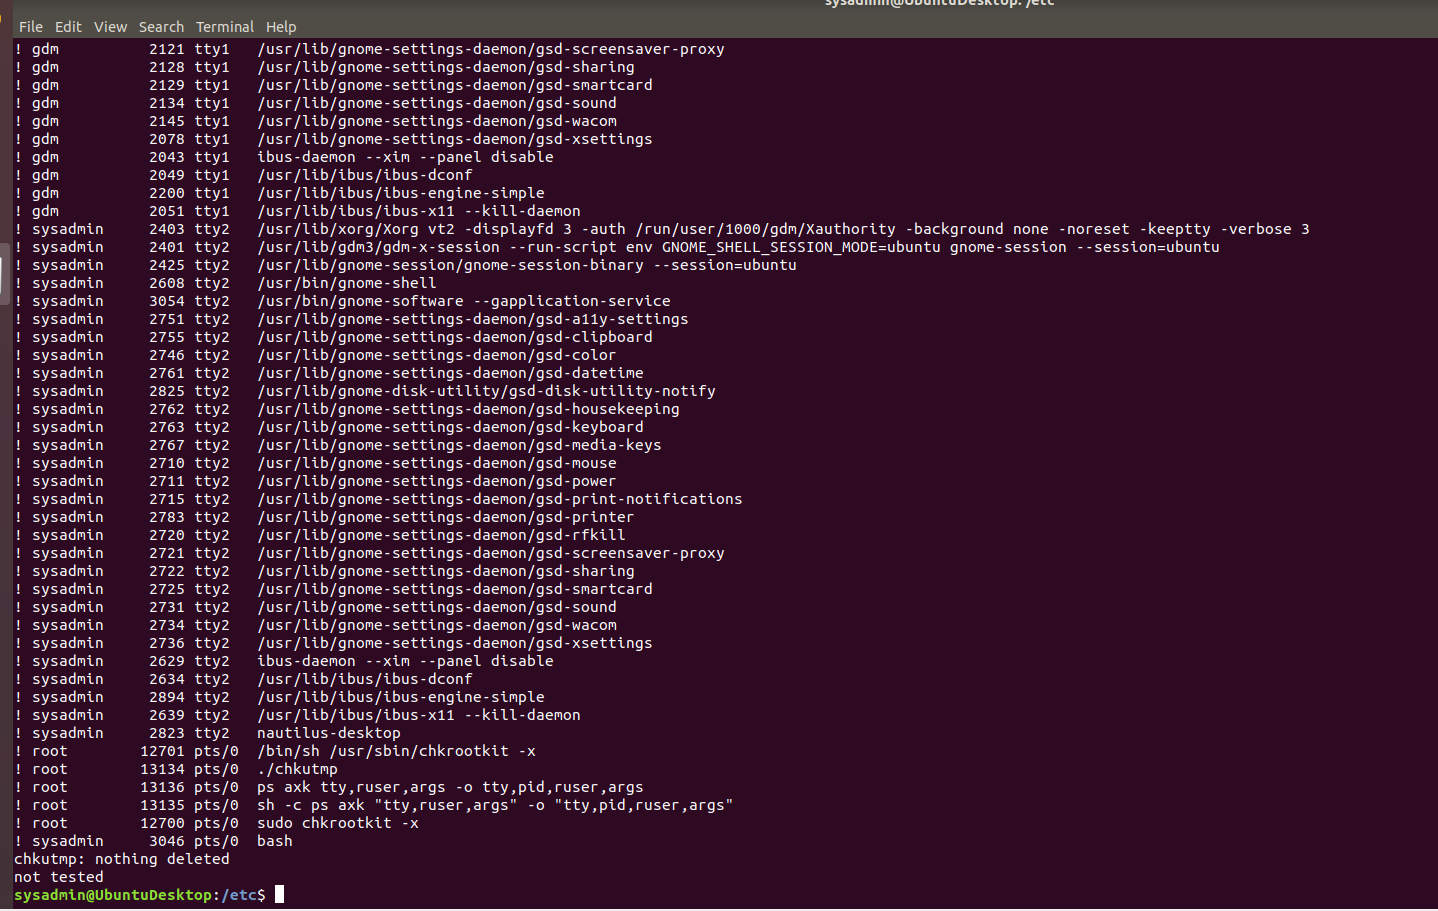 sysadmin@UbuntuDesktop: /etc
File Edit View Search Terminal Help
! gdm 2121 tty1 /usr/lib/gnome-settings-daemon/gsd-screensaver-proxy
! gdm 2128 tty1 /usr/lib/gnome-settings-daemon/gsd-sharing
! gdm 2129 tty1 /usr/lib/gnome-settings-daemon/gsd-smartcard
! gdm 2134 tty1 /usr/lib/gnome-settings-daemon/gsd-sound
! gdm 2145 tty1 /usr/lib/gnome-settings-daemon/gsd-wacom
! gdm 2078 tty1 /usr/lib/gnome-settings-daemon/gsd-xsettings
! gdm 2043 tty1 ibus-daemon --xim --panel disable
! gdm 2049 tty1 /usr/lib/ibus/ibus-dconf
! gdm 2200 tty1 /usr/lib/ibus/ibus-engine-simple
! gdm 2051 tty1 /usr/lib/ibus/ibus-x11 --kill-daemon
! sysadmin 2403 tty2 /usr/lib/xorg/Xorg vt2 -displayfd 3 -auth /run/user/1000/gdm/Xauthority -background none -noreset -keeptty -verbose 3
! sysadmin 2401 tty2 /usr/lib/gdm3/gdm-x-session --run-script env GNOME_SHELL_SESSION_MODE=ubuntu gnome-session --session=ubuntu
! sysadmin 2425 tty2 /usr/lib/gnome-session/gnome-session-binary --session=ubuntu
! sysadmin 2608 tty2 /usr/bin/gnome-shell
! sysadmin 3054 tty2 /usr/bin/gnome-software --gapplication-service
! sysadmin 2751 tty2 /usr/lib/gnome-settings-daemon/gsd-a11y-settings
! sysadmin 2755 tty2 /usr/lib/gnome-settings-daemon/gsd-clipboard
! sysadmin 2746 tty2 /usr/lib/gnome-settings-daemon/gsd-color
! sysadmin 2761 tty2 /usr/lib/gnome-settings-daemon/gsd-datetime
! sysadmin 2825 tty2 /usr/lib/gnome-disk-utility/gsd-disk-utility-notify
! sysadmin 2762 tty2 /usr/lib/gnome-settings-daemon/gsd-housekeeping
! sysadmin 2763 tty2 /usr/lib/gnome-settings-daemon/gsd-keyboard
! sysadmin 2767 tty2 /usr/lib/gnome-settings-daemon/gsd-media-keys
! sysadmin 2710 tty2 /usr/lib/gnome-settings-daemon/gsd-mouse
! sysadmin 2711 tty2 /usr/lib/gnome-settings-daemon/gsd-power
! sysadmin 2715 tty2 /usr/lib/gnome-settings-daemon/gsd-print-notifications
! sysadmin 2783 tty2 /usr/lib/gnome-settings-daemon/gsd-printer
! sysadmin 2720 tty2 /usr/lib/gnome-settings-daemon/gsd-rfkill
! sysadmin 2721 tty2 /usr/lib/gnome-settings-daemon/gsd-screensaver-proxy
! sysadmin 2722 tty2 /usr/lib/gnome-settings-daemon/gsd-sharing
! sysadmin 2725 tty2 /usr/lib/gnome-settings-daemon/gsd-smartcard
! sysadmin 2731 tty2 /usr/lib/gnome-settings-daemon/gsd-sound
! sysadmin 2734 tty2 /usr/lib/gnome-settings-daemon/gsd-wacom
! sysadmin 2736 tty2 /usr/lib/gnome-settings-daemon/gsd-xsettings
! sysadmin 2629 tty2 ibus-daemon --xim --panel disable
! sysadmin 2634 tty2 /usr/lib/ibus/ibus-dconf
! sysadmin 2894 tty2 /usr/lib/ibus/ibus-engine-simple
! sysadmin 2639 tty2 /usr/lib/ibus/ibus-x11 --kill-daemon
! sysadmin 2823 tty2 nautilus-desktop
! root 12701 pts/0 /bin/sh /usr/sbin/chkrootkit -x
! root 13134 pts/0 ./chkutmp
! root 13136 pts/0 ps axk tty,ruser,args -o tty,pid,ruser,args
! root 13135 pts/0 sh -c ps axk "tty,ruser,args" -o "tty,pid,ruser,args"
! root 12700 pts/0 sudo chkrootkit -x
! sysadmin 3046 pts/0 bash
chkutmp: nothing deleted
not tested
sysadmin@UbuntuDesktop:/etc$